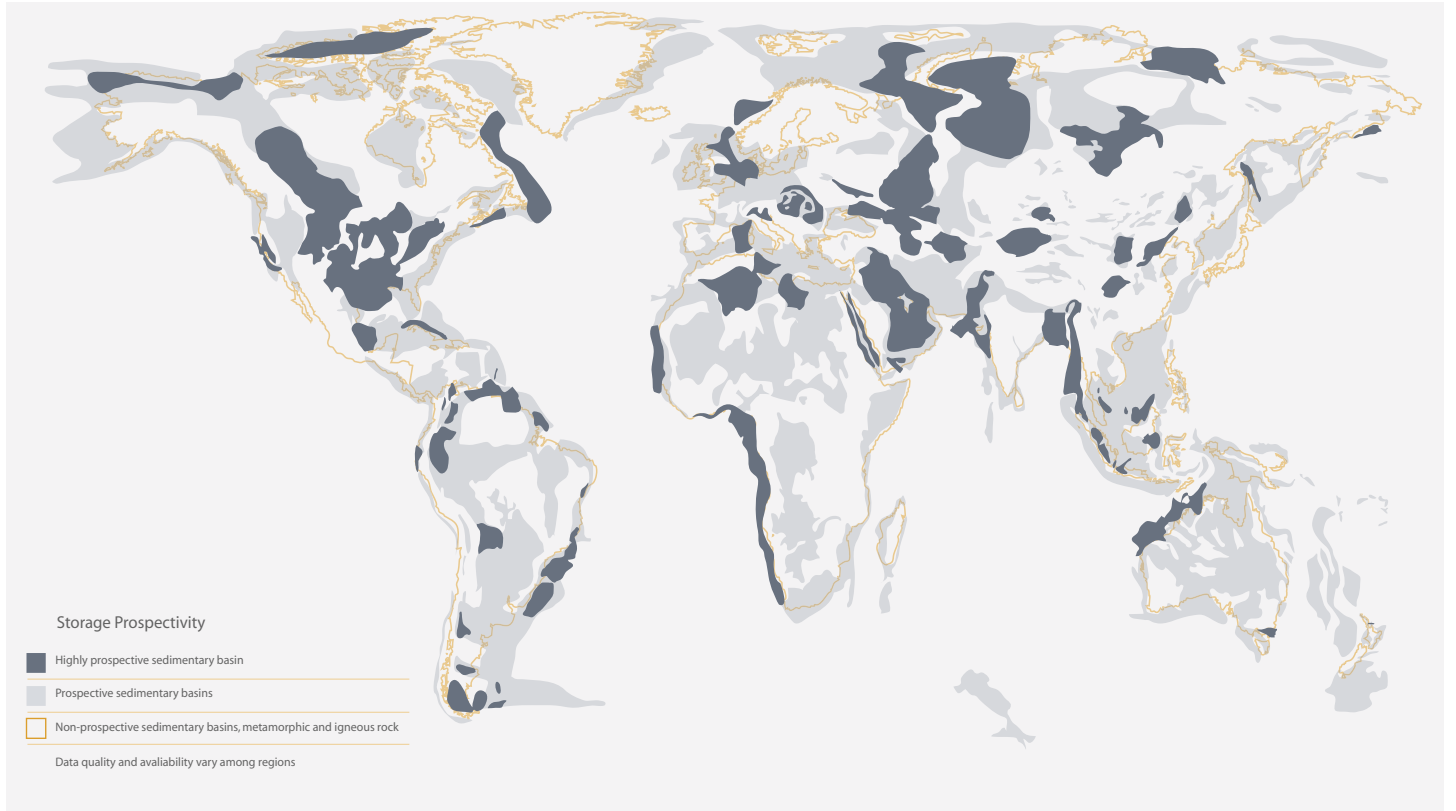 Storage Prospectivity
Highly prospective sedimentary basin
Prospective sedimentary basins
Non-prospective sedimentary basins, metamorphic and igneous rock
Data quality and avaliability vary among regions